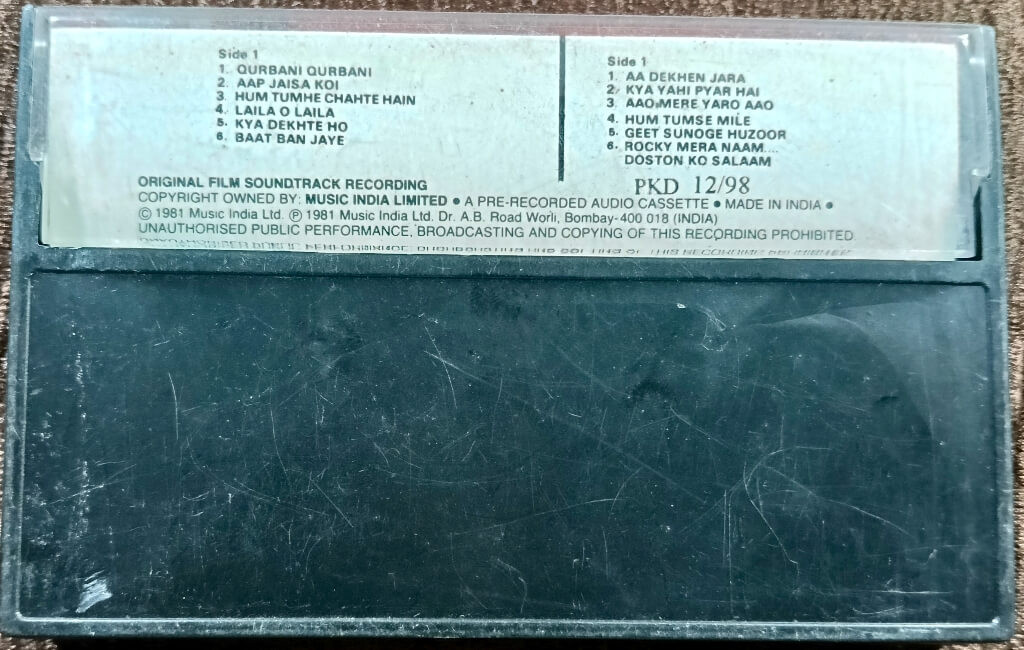 Side 1
1. QURBANI QURBANI
2. AAP JAISA KOI
3. HUM TUMHE CHAHTE HAIN
4. LAILA O LAILA
5. KYA DEKHTE HO
6. BAAT BAN JAYE
Side 1
1. AA DEKHEN JARA
2. KYA YAHI PYAR HAI
3. AAO MERE YARO AAO
4. HUM TUMSE MILE
5. GEET SUNOGE HUZOOR
6. ROCKY MERA NAAM....
DOSTON KO SALAAM
ORIGINAL FILM SOUNDTRACK RECORDING
PKD 12/98
COPYRIGHT OWNED BY: MUSIC INDIA LIMITED ● A PRE-RECORDED AUDIO CASSETTE ● MADE IN INDIA ●
© 1981 Music India Ltd. ℗ 1981 Music India Ltd. Dr. A.B. Road Worli, Bombay-400 018 (INDIA)
UNAUTHORISED PUBLIC PERFORMANCE, BROADCASTING AND COPYING OF THIS RECORDING PROHIBITED